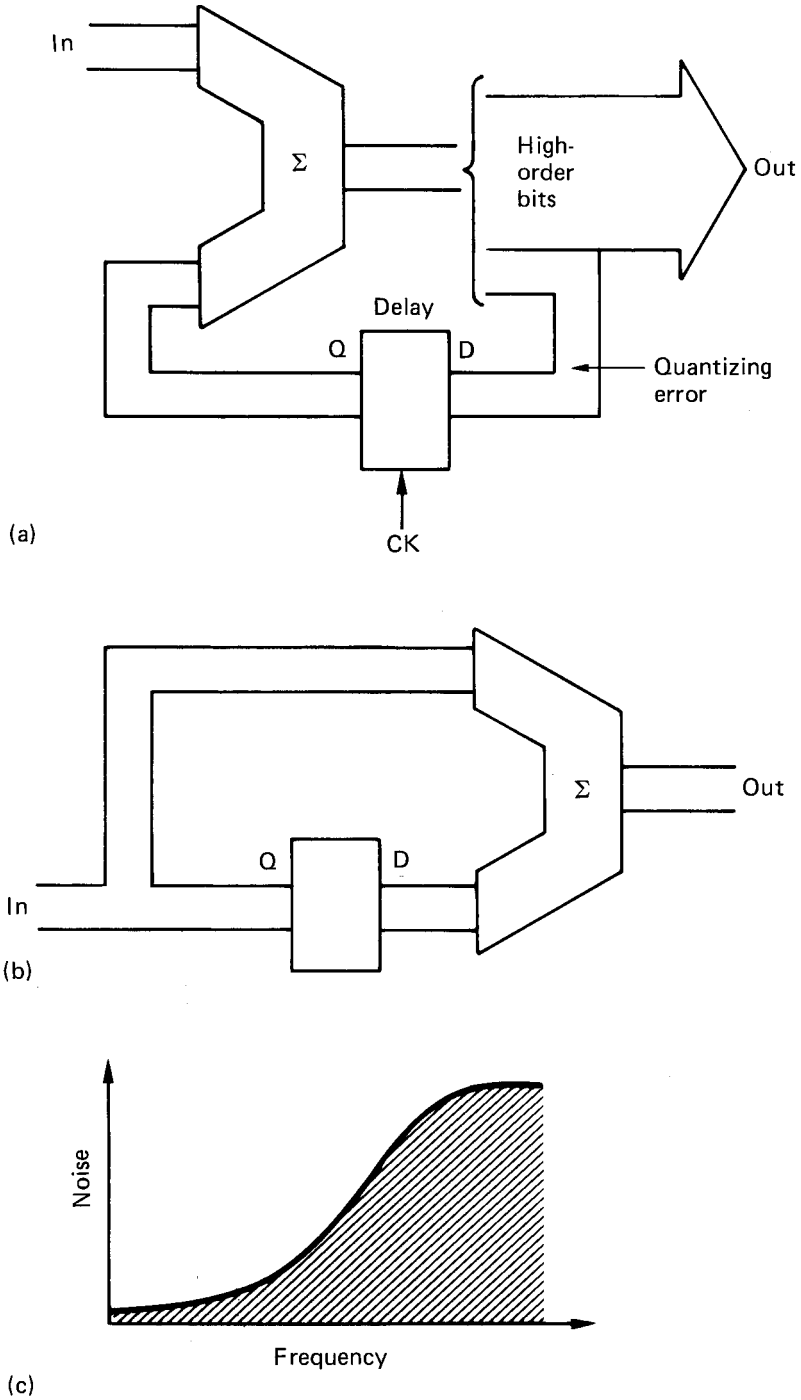 In
Σ
High-
order
bits
Out
Delay
Q
D
Quantizing
error
CK
(a)
Σ
Out
Q
D
In
(b)
Noise
Frequency
(c)